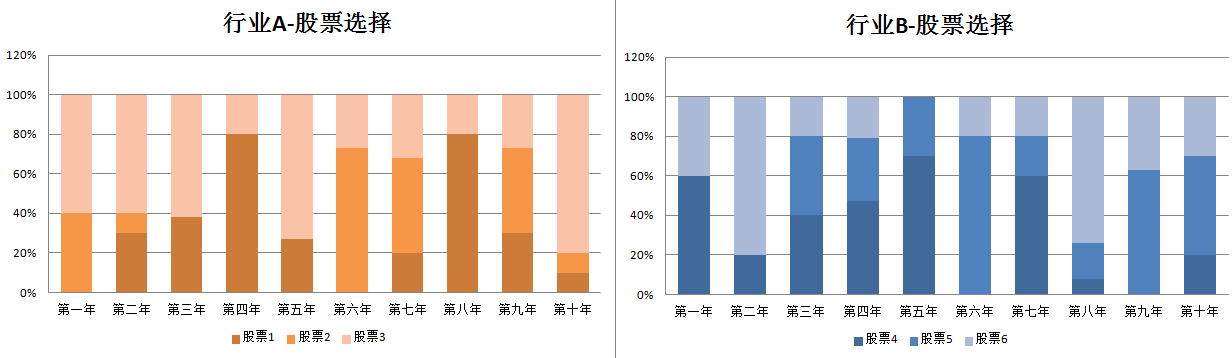 行业A-股票选择
120%
100%
80%
60%
40%
20%
0%
第一年 第二年 第三年 第四年 第五年 第六年 第七年 第八年 第九年 第十年
股票1 股票2 股票3
行业B-股票选择
120%
100%
80%
60%
40%
20%
0%
第一年 第二年 第三年 第四年 第五年 第六年 第七年 第八年 第九年 第十年
股票4 股票5 股票6